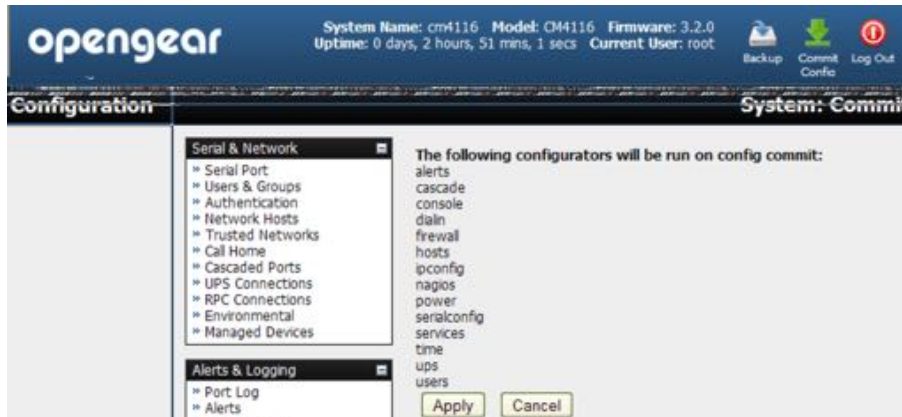 opengear
System Name: cm4116 Model: CM4116 Firmware: 3.2.0
Uptime: 0 days, 2 hours, 51 mins, 1 secs Current User: root
Backup
Commit
Config
Log Out
Configuration
System: Commi
Serial & Network
» Serial Port
» Users & Groups
» Authentication
» Network Hosts
» Trusted Networks
» Call Home
» Cascaded Ports
» UPS Connections
» RPC Connections
» Environmental
» Managed Devices
Alerts & Logging
» Port Log
» Alerts
The following configurators will be run on config commit:
alerts
cascade
console
dialin
firewall
hosts
ipconfig
nagios
power
serialconfig
services
time
ups
users
Apply
Cancel